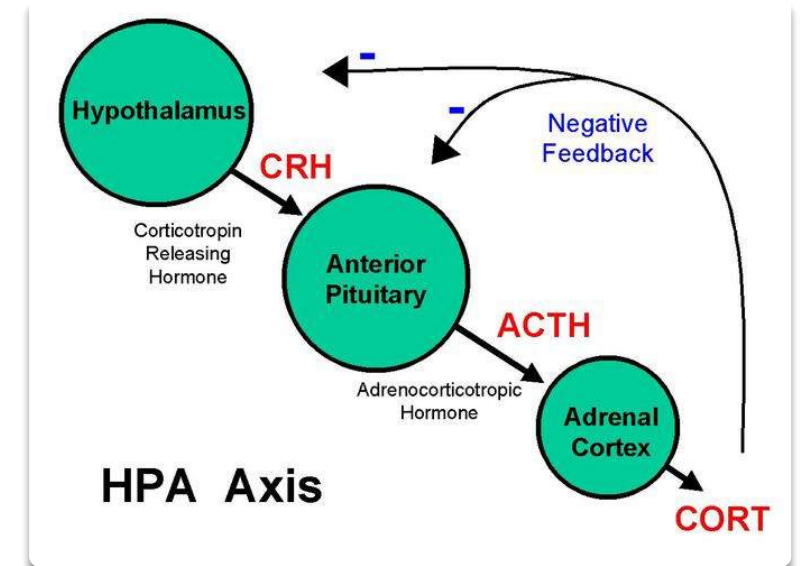 Hypothalamus
-
-
Negative
Feedback
CRH
Corticotropin
Releasing
Hormone
Anterior
Pituitary
ACTH
Adrenocorticotropic
Hormone
Adrenal
Cortex
HPA Axis
CORT